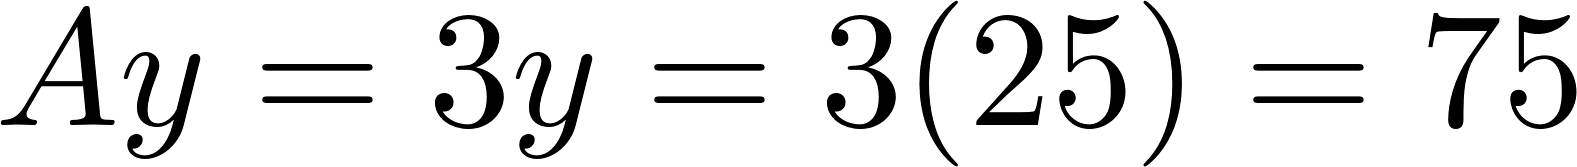 Ay = 3y = 3(25) = 75